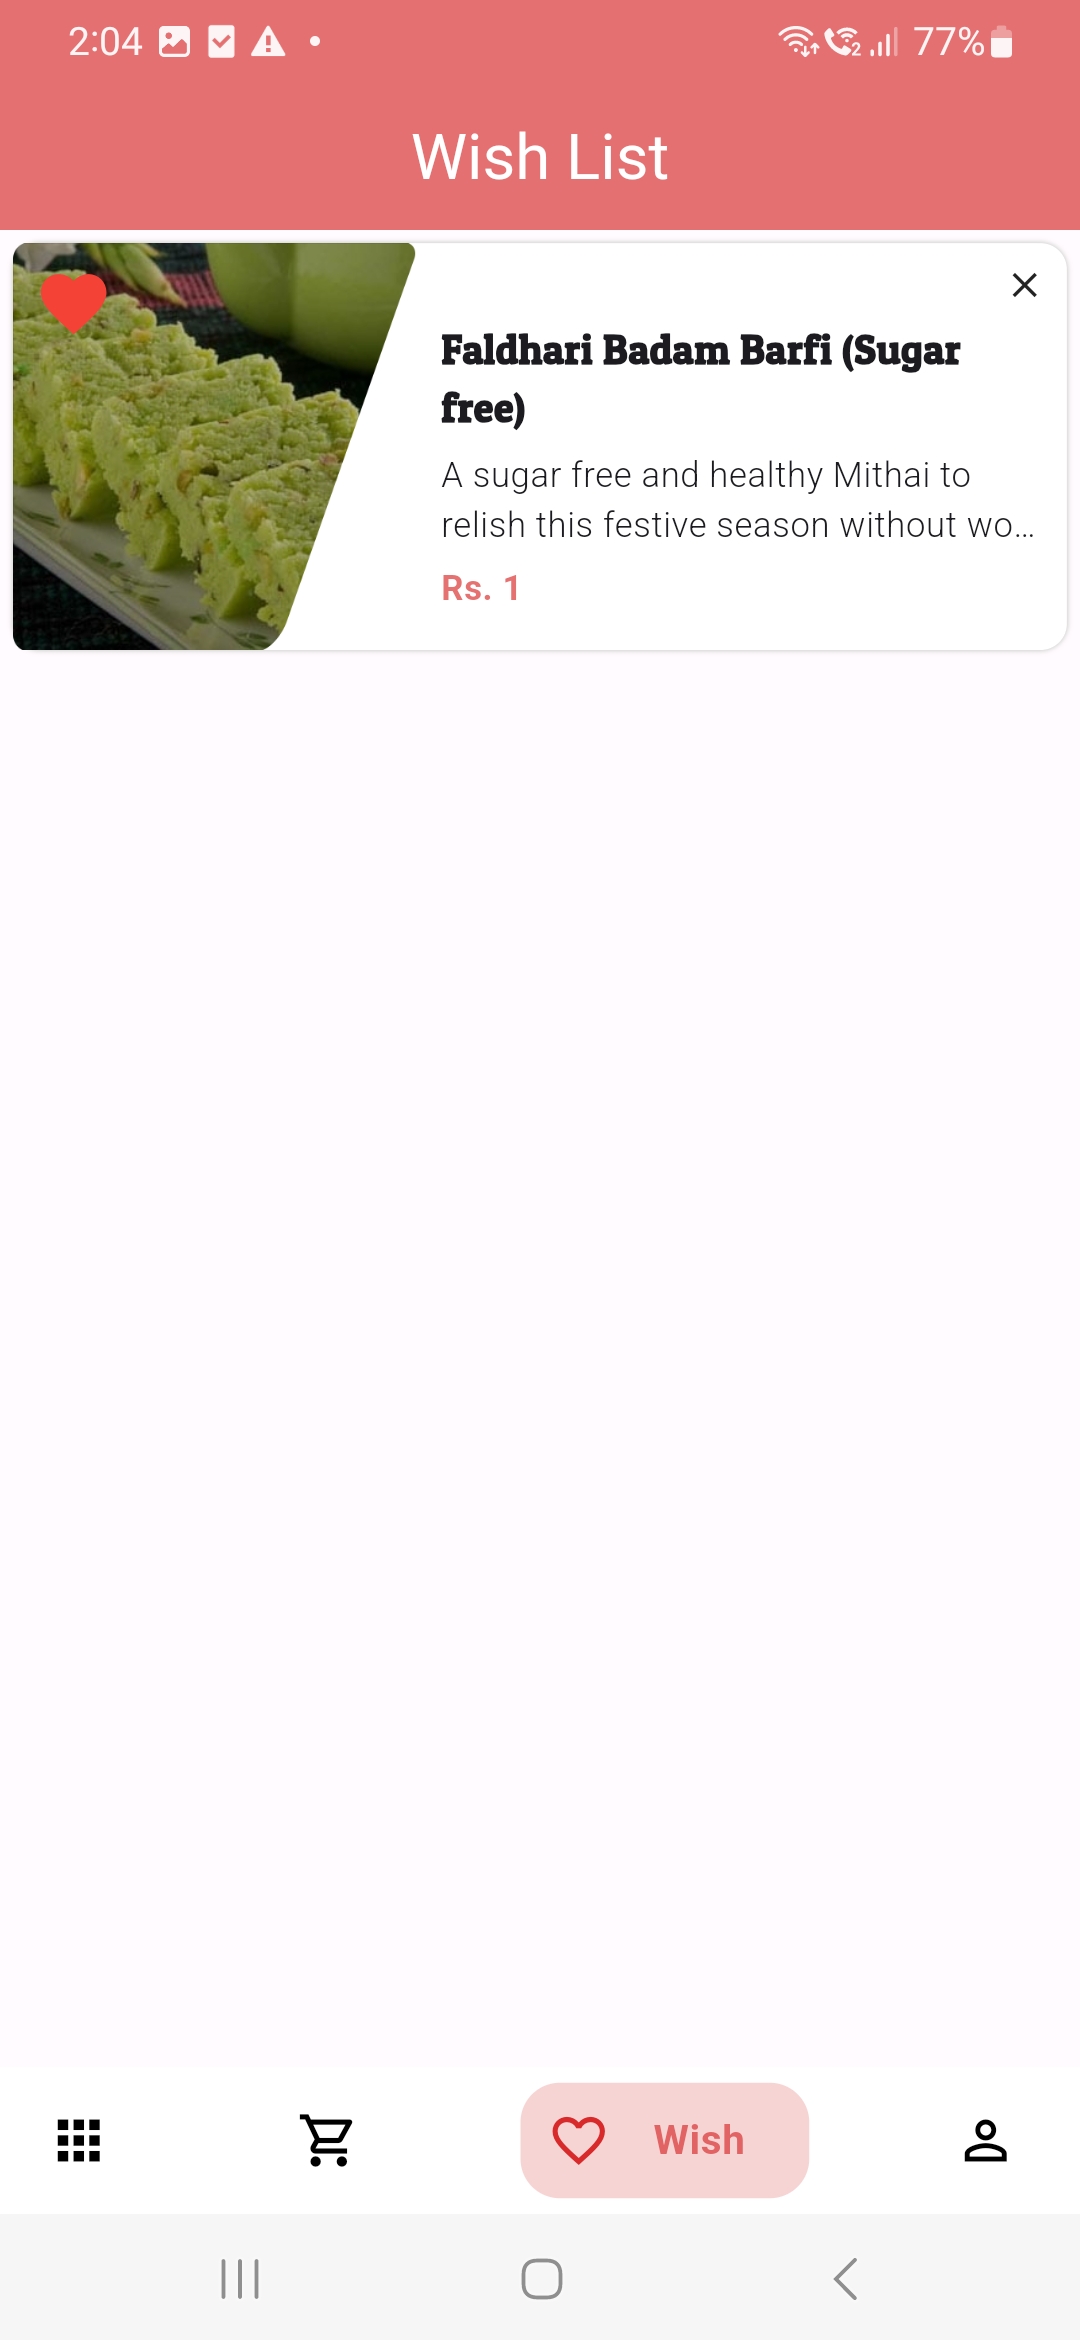 2:04
77%
Wish List
Faldhari Badam Barfi (Sugar
free)
A sugar free and healthy Mithai to
relish this festive season without wo…
Rs. 1
Wish